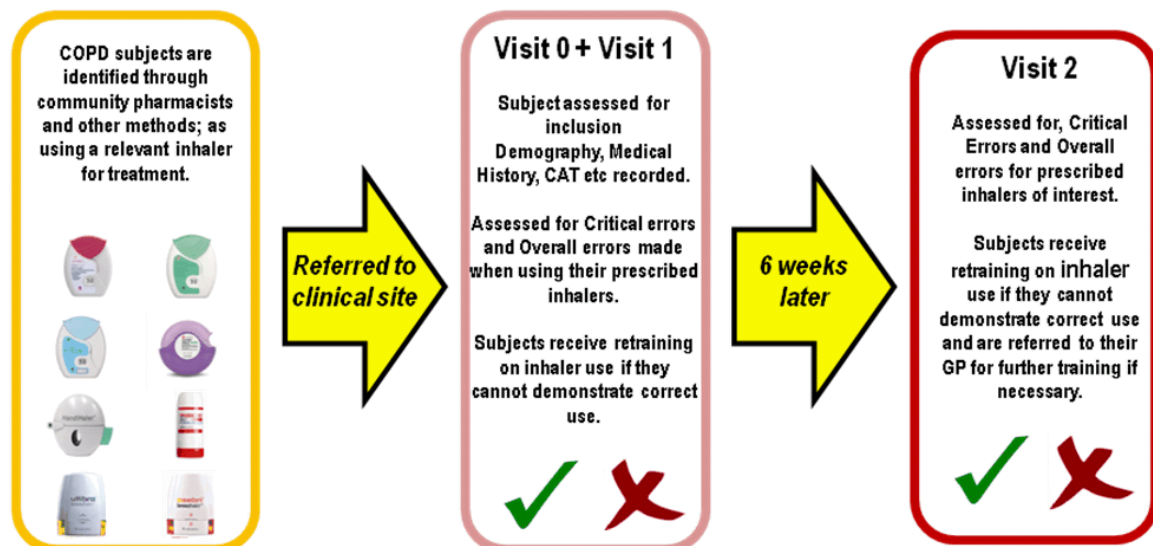 COPD subjects are
identified through
community pharmacists
and other methods; as
using a relevant inhaler
for treatment.
HandiHaler
ultibro
breezhaler
Referred to
clinical site
Visit 0 + Visit 1
Subject assessed for
inclusion
Demography, Medical
History, CAT etc recorded.
Assessed for Critical errors
and Overall errors made
when using their prescribed
inhalers.
Subjects receive retraining
on inhaler use if they
cannot demonstrate correct
use.
6 weeks
later
Visit 2
Assessed for, Critical
Errors and Overall
errors for prescribed
inhalers of interest.
Subjects receive
retraining on inhaler
use if they cannot
demonstrate correct use
and are referred to their
GP for further training if
necessary.